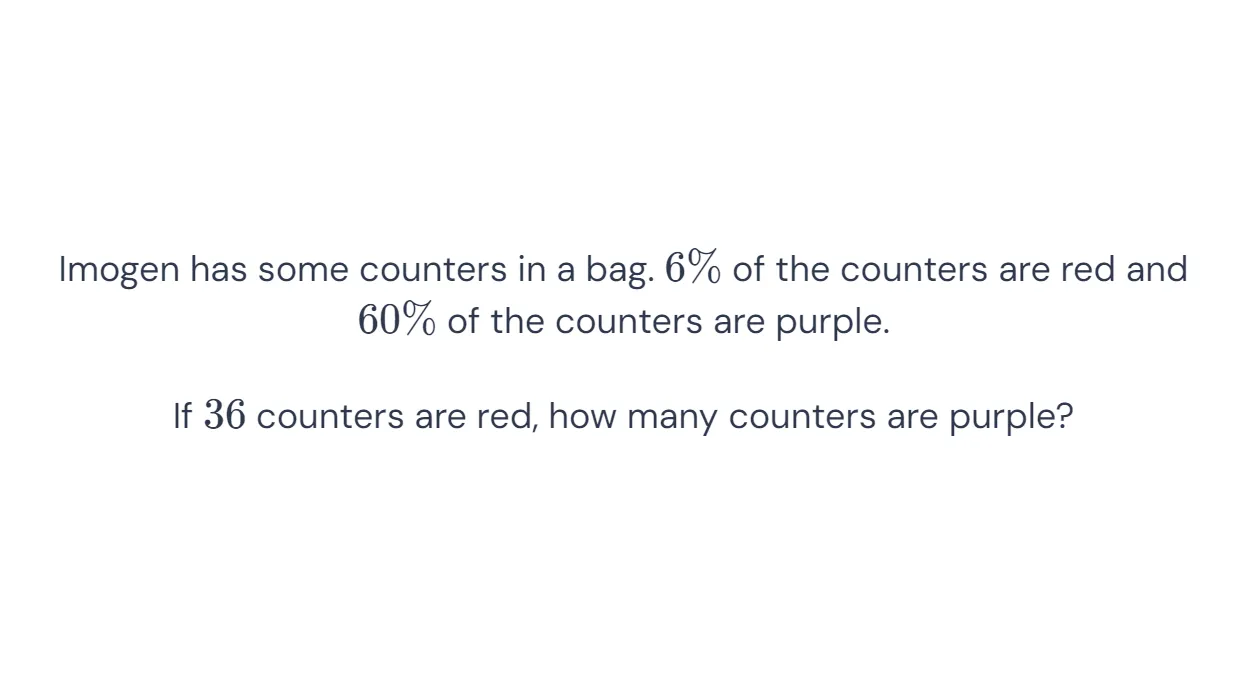 Imogen has some counters in a bag. 6% of the counters are red and
60% of the counters are purple.
If 36 counters are red, how many counters are purple?